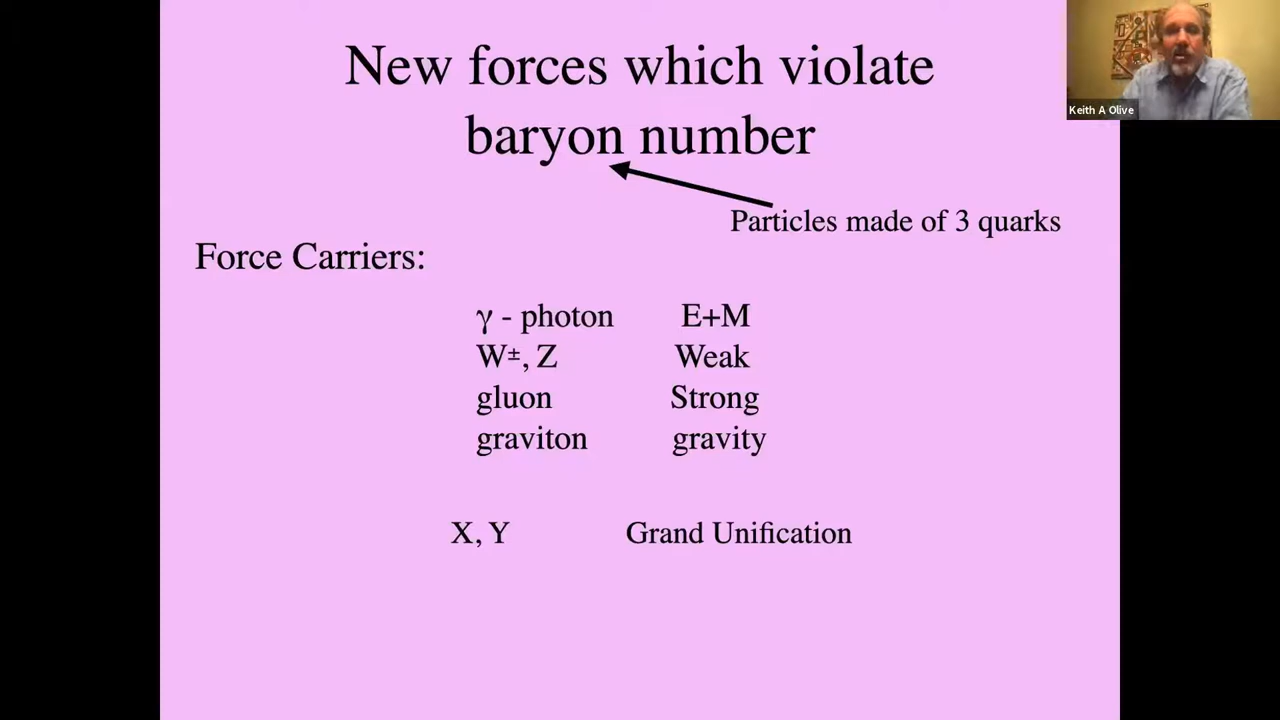 New forces which violate
baryon number
Particles made of 3 quarks
Force Carriers:
γ - photon E+M
W±, Z Weak
gluon Strong
graviton gravity
X, Y Grand Unification
Keith A Olive